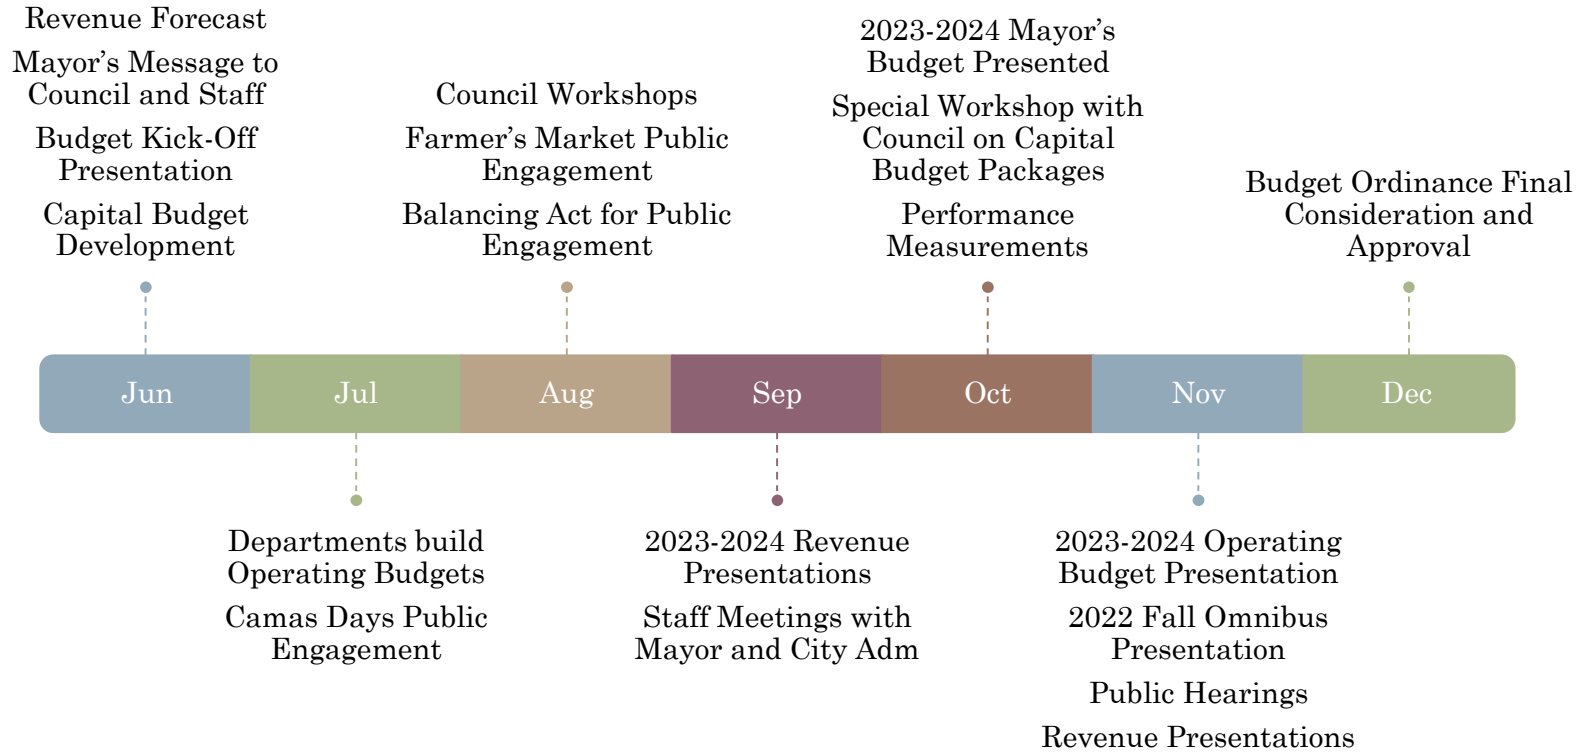 Revenue Forecast
Mayor’s Message to
Council and Staff
Budget Kick-Off
Presentation
Capital Budget
Development
Council Workshops
Farmer’s Market Public
Engagement
Balancing Act for Public
Engagement
2023-2024 Mayor’s
Budget Presented
Special Workshop with
Council on Capital
Budget Packages
Performance
Measurements
Budget Ordinance Final
Consideration and
Approval
Jun
Jul
Aug
Sep
Oct
Nov
Dec
Departments build
Operating Budgets
Camas Days Public
Engagement
2023-2024 Revenue
Presentations
Staff Meetings with
Mayor and City Adm
2023-2024 Operating
Budget Presentation
2022 Fall Omnibus
Presentation
Public Hearings
Revenue Presentations